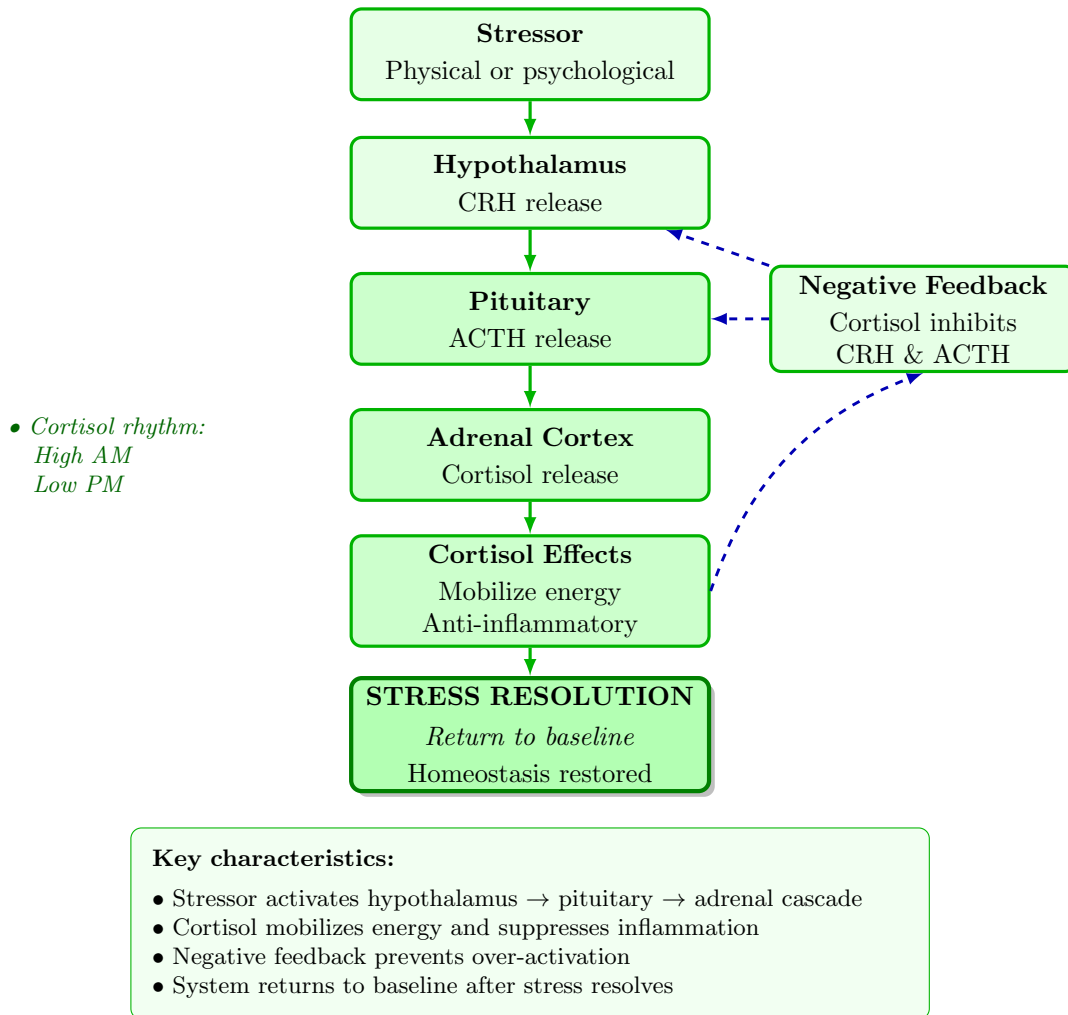 Stressor
Physical or psychological
Hypothalamus
CRH release
Pituitary
ACTH release
Negative Feedback
Cortisol inhibits
CRH & ACTH
• Cortisol rhythm:
High AM
Low PM
Adrenal Cortex
Cortisol release
Cortisol Effects
Mobilize energy
Anti-inflammatory
STRESS RESOLUTION
Return to baseline
Homeostasis restored
Key characteristics:
• Stressor activates hypothalamus → pituitary → adrenal cascade
• Cortisol mobilizes energy and suppresses inflammation
• Negative feedback prevents over-activation
• System returns to baseline after stress resolves